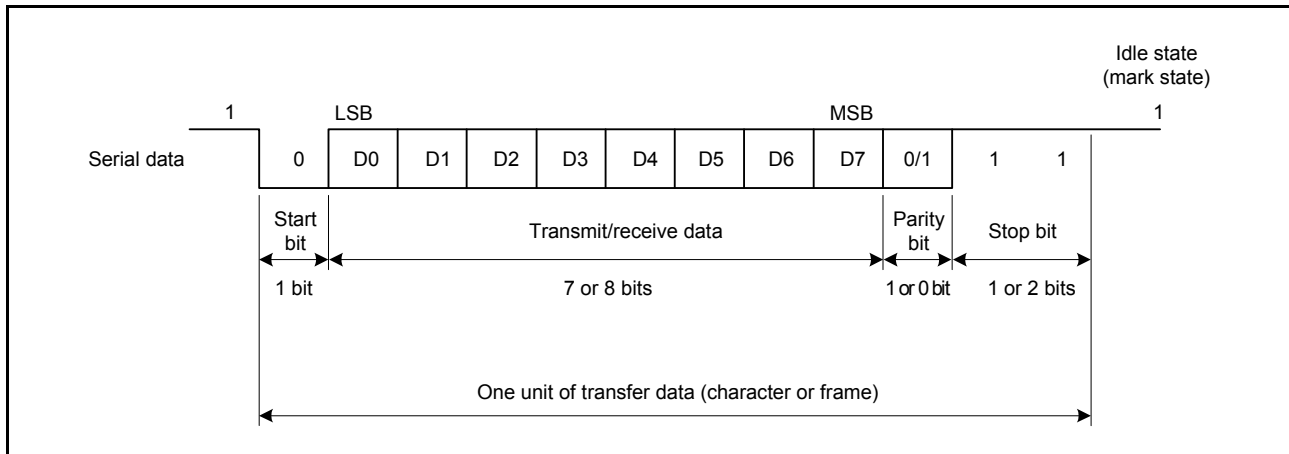 Idle state
(mark state)
1 LSB MSB 1
Serial data 0 D0 D1 D2 D3 D4 D5 D6 D7 0/1 1 1
Start
bit
Transmit/receive data
Parity
bit
Stop bit
1 bit 7 or 8 bits 1 or 0 bit 1 or 2 bits
One unit of transfer data (character or frame)